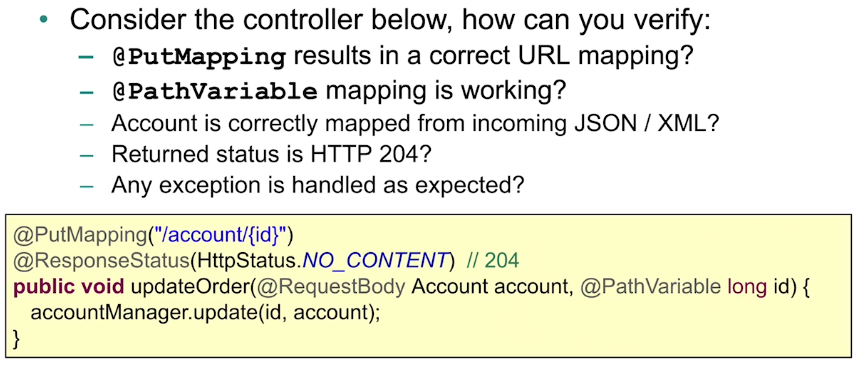 • Consider the controller below, how can you verify:
– @PutMapping results in a correct URL mapping?
– @PathVariable mapping is working?
– Account is correctly mapped from incoming JSON / XML?
– Returned status is HTTP 204?
– Any exception is handled as expected?
@PutMapping("/account/{id}")
@ResponseStatus(HttpStatus.NO_CONTENT) // 204
public void updateOrder(@RequestBody Account account, @PathVariable long id) {
accountManager.update(id, account);
}